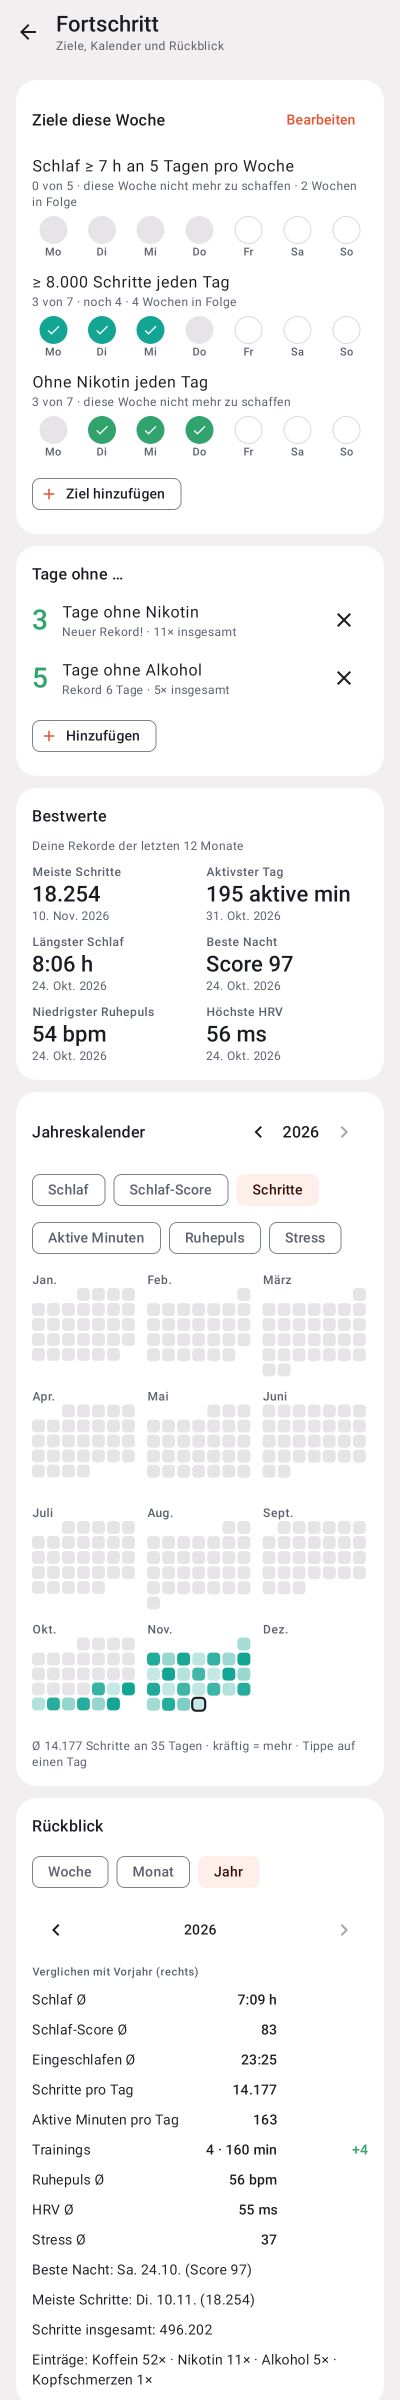 Fortschritt
Ziele, Kalender und Rückblick
Ziele diese Woche
Bearbeiten
Schlaf ≥ 7 h an 5 Tagen pro Woche
0 von 5 · diese Woche nicht mehr zu schaffen · 2 Wochen
in Folge
Mo Di Mi Do Fr Sa So
≥ 8.000 Schritte jeden Tag
3 von 7 · noch 4 · 4 Wochen in Folge
Mo Di Mi Do Fr Sa So
Ohne Nikotin jeden Tag
3 von 7 · diese Woche nicht mehr zu schaffen
Mo Di Mi Do Fr Sa So
+ Ziel hinzufügen
Tage ohne …
3 Tage ohne Nikotin
Neuer Rekord! · 11× insgesamt
5 Tage ohne Alkohol
Rekord 6 Tage · 5× insgesamt
+ Hinzufügen
Bestwerte
Deine Rekorde der letzten 12 Monate
Meiste Schritte Aktivster Tag
18.254 195 aktive min
10. Nov. 2026 31. Okt. 2026
Längster Schlaf Beste Nacht
8:06 h Score 97
24. Okt. 2026 24. Okt. 2026
Niedrigster Ruhepuls Höchste HRV
54 bpm 56 ms
24. Okt. 2026 24. Okt. 2026
Jahreskalender 2026
Schlaf Schlaf-Score Schritte
Aktive Minuten Ruhepuls Stress
Jan. Feb. März
Apr. Mai Juni
Juli Aug. Sept.
Okt. Nov. Dez.
Ø 14.177 Schritte an 35 Tagen · kräftig = mehr · Tippe auf
einen Tag
Rückblick
Woche Monat Jahr
2026
Verglichen mit Vorjahr (rechts)
Schlaf Ø 7:09 h
Schlaf-Score Ø 83
Eingeschlafen Ø 23:25
Schritte pro Tag 14.177
Aktive Minuten pro Tag 163
Trainings 4 · 160 min +4
Ruhepuls Ø 56 bpm
HRV Ø 55 ms
Stress Ø 37
Beste Nacht: Sa. 24.10. (Score 97)
Meiste Schritte: Di. 10.11. (18.254)
Schritte insgesamt: 496.202
Einträge: Koffein 52× · Nikotin 11× · Alkohol 5× ·
Kopfschmerzen 1×